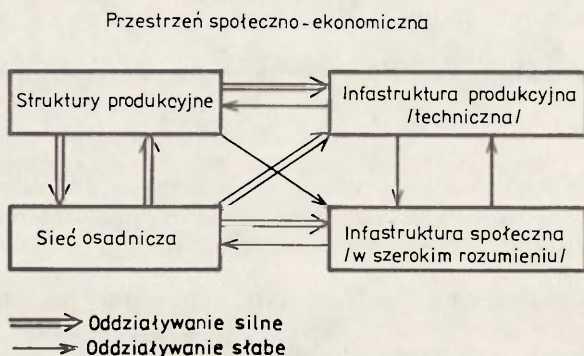 Przestrzeń społeczno-ekonomiczna
Struktury produkcyjne
Infastruktura produkcyjna
/techniczna/
Sieć osadnicza
Infastruktura społeczna
/w szerokim rozumieniu/
Oddziaływanie silne
Oddziaływanie słabe